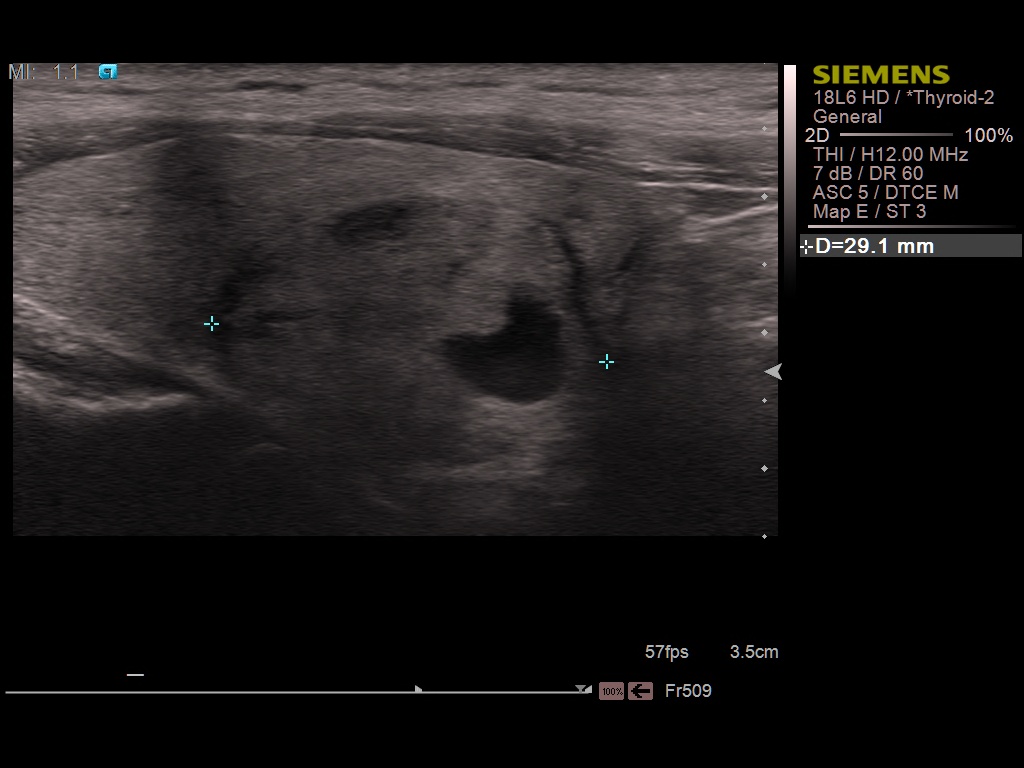 MI: 1.1
SIEMENS
18L6 HD / *Thyroid-2
General
2D 100%
THI / H12.00 MHz
7 dB / DR 60
ASC 5 / DTCE M
Map E / ST 3
D=29.1 mm
57fps 3.5cm
100% Fr509